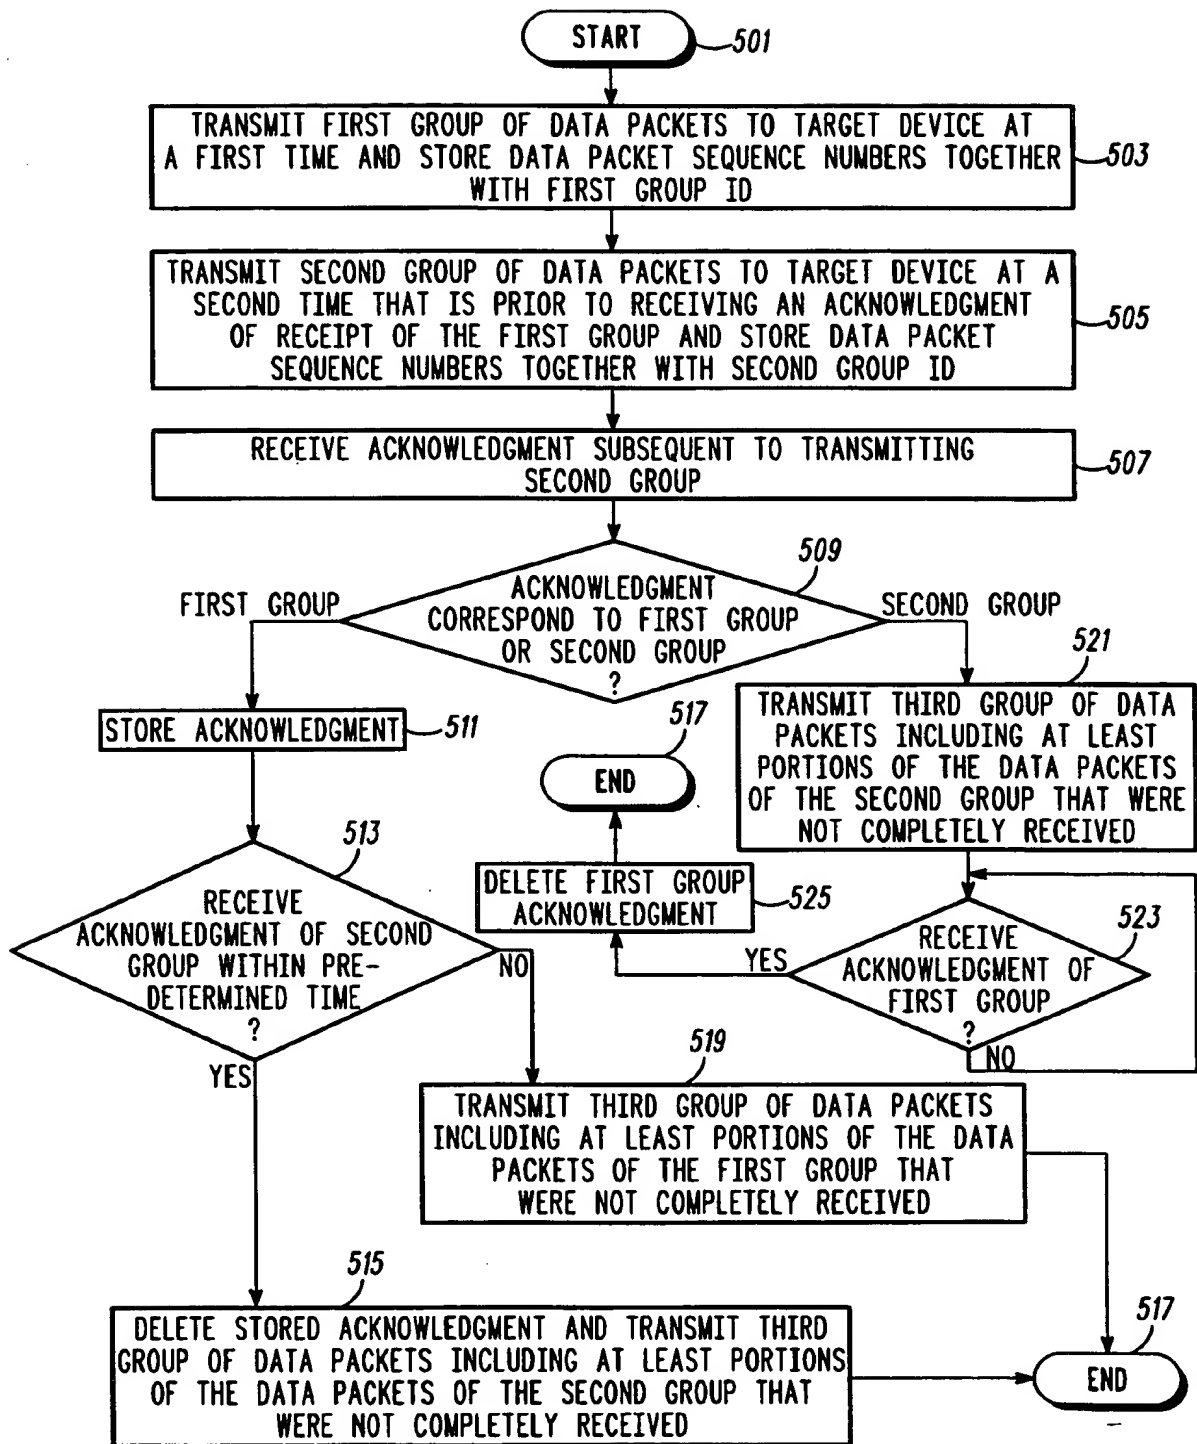 START
501
TRANSMIT FIRST GROUP OF DATA PACKETS TO TARGET DEVICE AT
A FIRST TIME AND STORE DATA PACKET SEQUENCE NUMBERS TOGETHER
WITH FIRST GROUP ID
503
TRANSMIT SECOND GROUP OF DATA PACKETS TO TARGET DEVICE AT A
SECOND TIME THAT IS PRIOR TO RECEIVING AN ACKNOWLEDGMENT
OF RECEIPT OF THE FIRST GROUP AND STORE DATA PACKET
SEQUENCE NUMBERS TOGETHER WITH SECOND GROUP ID
505
RECEIVE ACKNOWLEDGMENT SUBSEQUENT TO TRANSMITTING
SECOND GROUP
507
509
ACKNOWLEDGMENT
CORRESPOND TO FIRST GROUP
OR SECOND GROUP
?
FIRST GROUP
SECOND GROUP
STORE ACKNOWLEDGMENT
511
513
RECEIVE
ACKNOWLEDGMENT OF SECOND
GROUP WITHIN PRE-
DETERMINED TIME
?
NO
YES
517
END
521
TRANSMIT THIRD GROUP OF DATA
PACKETS INCLUDING AT LEAST
PORTIONS OF THE DATA PACKETS
OF THE SECOND GROUP THAT WERE
NOT COMPLETELY RECEIVED
DELETE FIRST GROUP
ACKNOWLEDGMENT
525
523
RECEIVE
ACKNOWLEDGMENT OF
FIRST GROUP
?
YES
NO
519
TRANSMIT THIRD GROUP OF DATA PACKETS
INCLUDING AT LEAST PORTIONS OF THE DATA
PACKETS OF THE FIRST GROUP THAT
WERE NOT COMPLETELY RECEIVED
515
DELETE STORED ACKNOWLEDGMENT AND TRANSMIT THIRD
GROUP OF DATA PACKETS INCLUDING AT LEAST PORTIONS
OF THE DATA PACKETS OF THE SECOND GROUP THAT
WERE NOT COMPLETELY RECEIVED
517
END